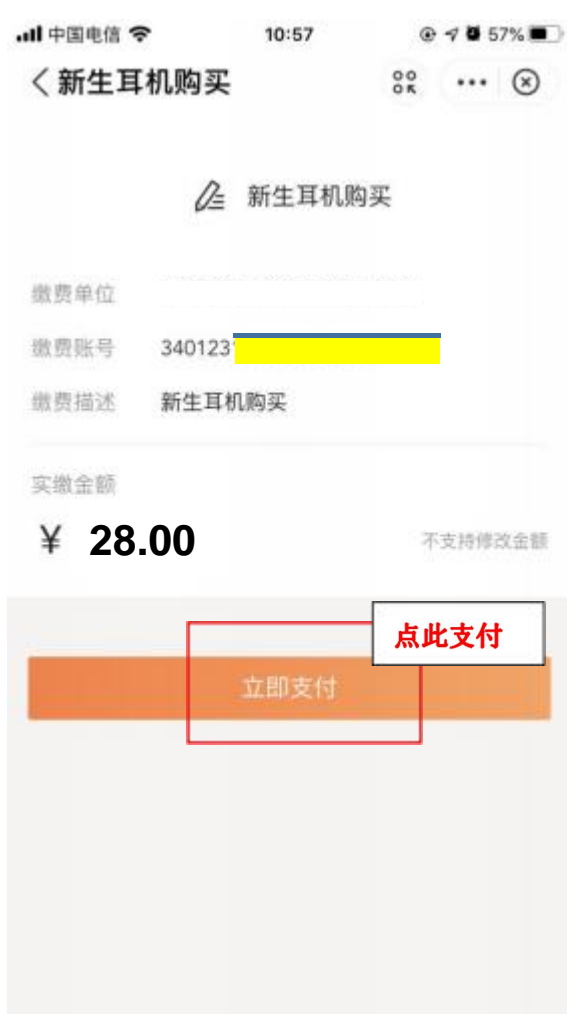 中国电信 10:57 57%
新生耳机购买
新生耳机购买
缴费单位
缴费账号 340123
缴费描述 新生耳机购买
实缴金额
¥ 28.00 不支持修改金额
点此支付
立即支付